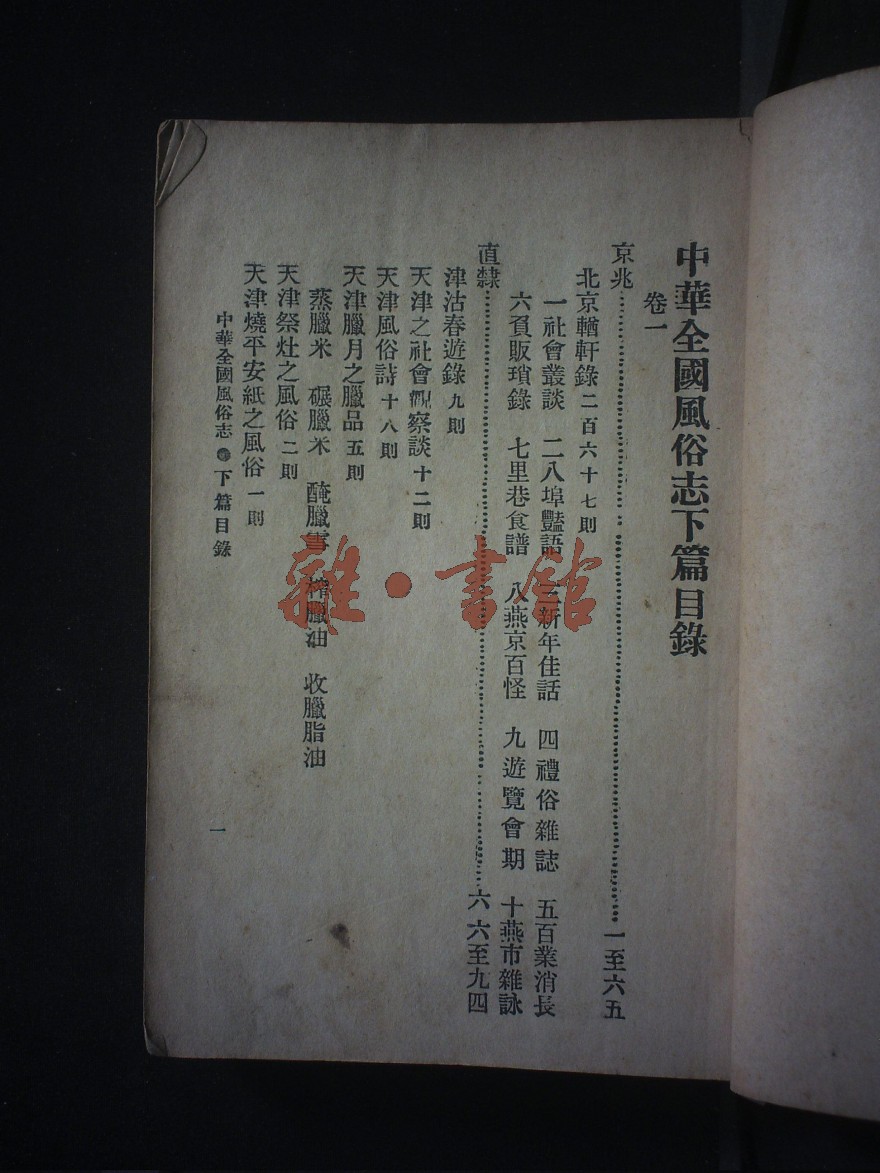 中華全國風俗志下篇目錄
卷一
京兆……一至六五
北京輶軒錄 二百六十七則
一社會叢談 二八埠豔語 三新年佳話 四禮俗雜誌 五百業消長
六負販瑣錄 七里巷食譜 八燕京百怪 九遊覽會期 十燕市雜詠
直隸……六六至九四
津沽春遊錄 九則
天津之社會觀察談 十二則
天津風俗詩 十八則
天津臘月之臘品 五則
蒸臘米 碾臘米 醃臘雪 榨臘油 收臘脂油
天津祭灶之風俗 二則
天津燒平安紙之風俗 一則
中華全國風俗志 下篇目錄
一
雜·書館